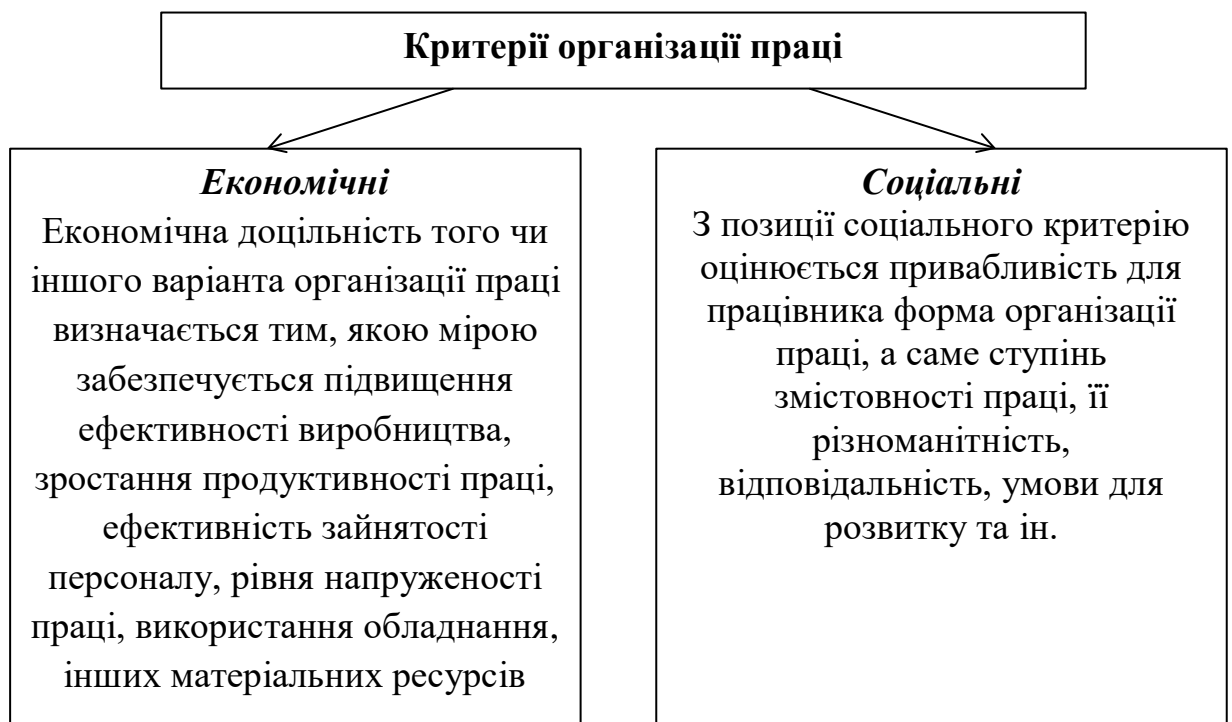 Критерії організації праці
Економічні
Економічна доцільність того чи
іншого варіанта організації праці
визначається тим, якою мірою
забезпечується підвищення
ефективності виробництва,
зростання продуктивності праці,
ефективність зайнятості
персоналу, рівня напруженості
праці, використання обладнання,
інших матеріальних ресурсів
Соціальні
З позиції соціального критерію
оцінюється привабливість для
працівника форма організації
праці, а саме ступінь
змістовності праці, її
різноманітність,
відповідальність, умови для
розвитку та ін.